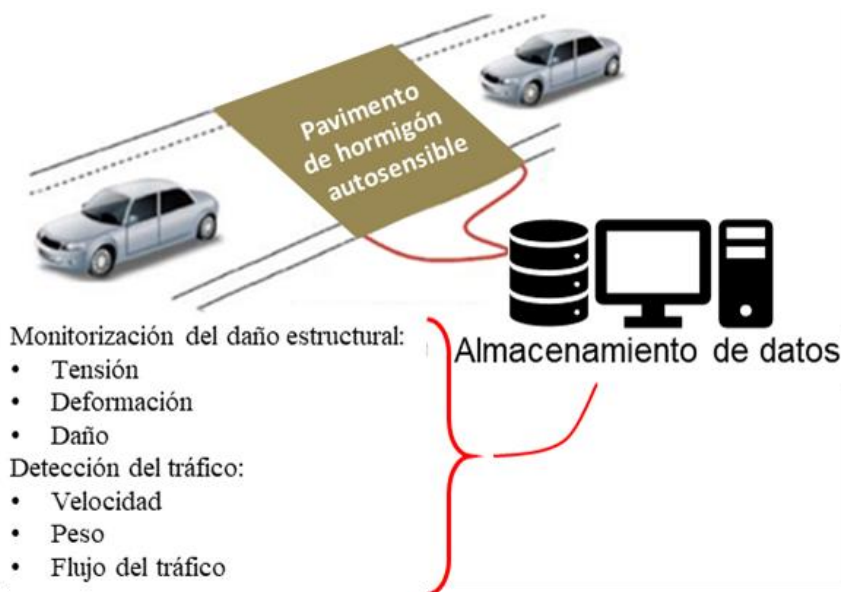 Pavimento
de hormigón
autosensible
Almacenamiento de datos
Monitorización del daño estructural:
• Tensión
• Deformación
• Daño
Detección del tráfico:
• Velocidad
• Peso
• Flujo del tráfico